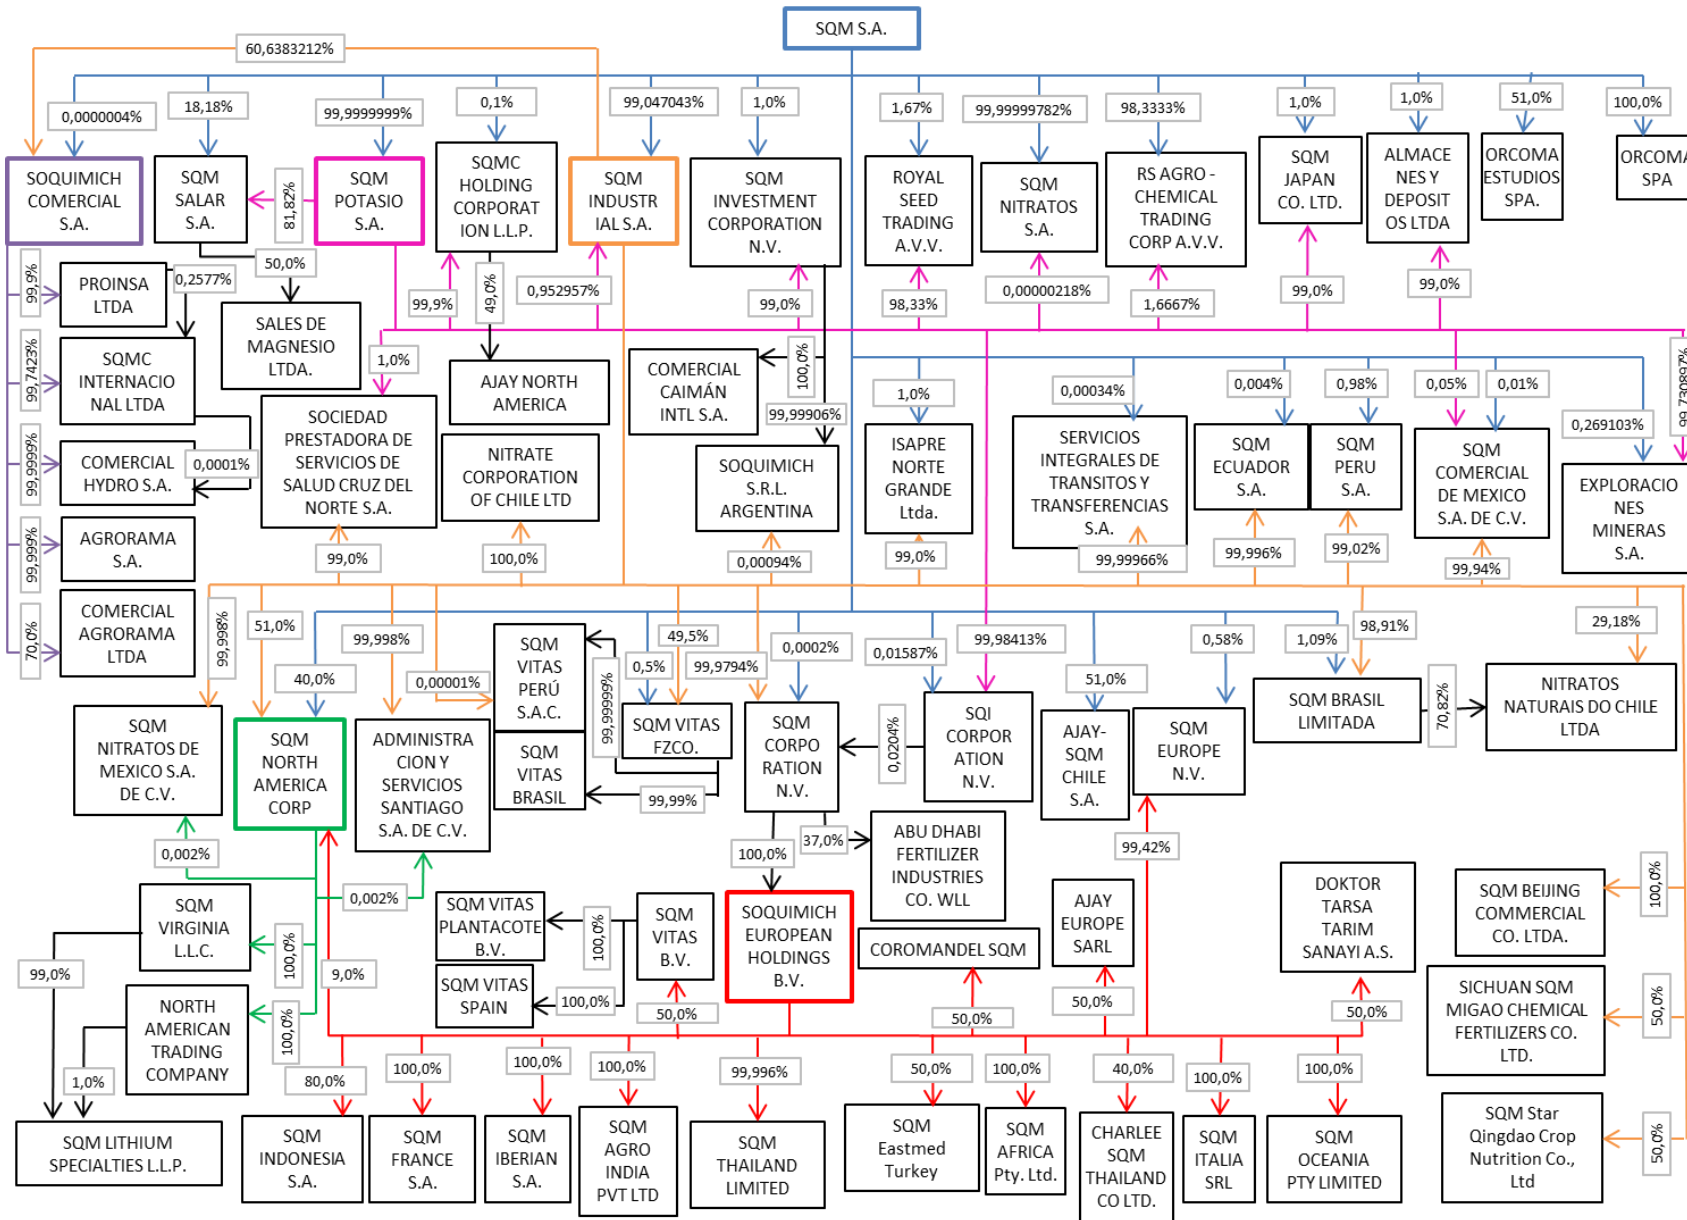 SQM S.A.
60,6383212%
0,0000004%
18,18%
99,9999999%
0,1%
99,047043%
1,0%
1,67%
99,99999782%
98,3333%
1,0%
1,0%
51,0%
100,0%
SOQUIMICH
COMERCIAL
S.A.
SQM
SALAR
S.A.
81,82%
SQM
POTASIO
S.A.
SQMC
HOLDING
CORPORAT
ION L.L.P.
SQM
INDUSTR
IAL S.A.
SQM
INVESTMENT
CORPORATION
N.V.
ROYAL
SEED
TRADING
A.V.V.
SQM
NITRATOS
S.A.
RS AGRO -
CHEMICAL
TRADING
CORP A.V.V.
SQM
JAPAN
CO. LTD.
ALMACE
NES Y
DEPOSIT
OS LTDA
ORCOMA
ESTUDIOS
SPA.
ORCOMA
SPA
99,9%
PROINSA
LTDA
0,2577%
50,0%
99,9%
49,0%
0,952957%
99,0%
98,33%
0,00000218%
1,6667%
99,0%
99,0%
SALES DE
MAGNESIO
LTDA.
99,7423%
SQMC
INTERNACIO
NAL LTDA
1,0%
AJAY NORTH
AMERICA
COMERCIAL
CAIMÁN
INTL S.A.
100,0%
99,99906%
1,0%
0,00034%
0,004%
0,98%
0,05%
0,01%
99,730897%
0,269103%
99,9999%
COMERCIAL
HYDRO S.A.
0,0001%
SOCIEDAD
PRESTADORA DE
SERVICIOS DE
SALUD CRUZ DEL
NORTE S.A.
NITRATE
CORPORATION
OF CHILE LTD
SOQUIMICH
S.R.L.
ARGENTINA
ISAPRE
NORTE
GRANDE
Ltda.
SERVICIOS
INTEGRALES DE
TRANSITOS Y
TRANSFERENCIAS
S.A.
SQM
ECUADOR
S.A.
SQM
PERU
S.A.
SQM
COMERCIAL
DE MEXICO
S.A. DE C.V.
EXPLORACIO
NES
MINERAS
S.A.
99,999%
AGRORAMA
S.A.
99,0%
100,0%
0,00094%
99,0%
99,99966%
99,996%
99,02%
99,94%
70,0%
COMERCIAL
AGRORAMA
LTDA
99,998%
51,0%
40,0%
99,998%
0,00001%
SQM
VITAS
PERÚ
S.A.C.
99,99999%
0,5%
49,5%
99,9794%
0,0002%
0,01587%
99,98413%
51,0%
0,58%
1,09%
98,91%
29,18%
SQM
NITRATOS DE
MEXICO S.A.
DE C.V.
SQM
NORTH
AMERICA
CORP
ADMINISTRA
CION Y
SERVICIOS
SANTIAGO
S.A. DE C.V.
SQM
VITAS
BRASIL
SQM VITAS
FZCO.
99,99%
SQM
CORPO
RATION
N.V.
0,0204%
SQI
CORPOR
ATION N.V.
AJAY-
SQM
CHILE
S.A.
SQM
EUROPE
N.V.
SQM BRASIL
LIMITADA
70,82%
NITRATOS
NATURAIS DO CHILE
LTDA
0,002%
0,002%
100,0%
37,0%
ABU DHABI
FERTILIZER
INDUSTRIES
CO. WLL
99,42%
SQM
VIRGINIA
L.L.C.
100,0%
99,0%
9,0%
SQM VITAS
PLANTACOTE
B.V.
100,0%
SQM
VITAS
B.V.
SQM VITAS
SPAIN
100,0%
50,0%
SOQUIMICH
EUROPEAN
HOLDINGS
B.V.
COROMANDEL SQM
50,0%
AJAY
EUROPE
SARL
50,0%
DOKTOR
TARSA
TARIM
SANAYI A.S.
50,0%
SQM BEIJING
COMMERCIAL
CO. LTDA.
100,0%
SICHUAN SQM
MIGAO CHEMICAL
FERTILIZERS CO.
LTD.
50,0%
NORTH
AMERICAN
TRADING
COMPANY
100,0%
1,0%
80,0%
100,0%
100,0%
100,0%
99,996%
50,0%
100,0%
40,0%
100,0%
100,0%
SQM LITHIUM
SPECIALTIES L.L.P.
SQM
INDONESIA
S.A.
SQM
FRANCE
S.A.
SQM
IBERIAN
S.A.
SQM
AGRO
INDIA
PVT LTD
SQM
THAILAND
LIMITED
SQM
Eastmed
Turkey
SQM
AFRICA
Pty. Ltd.
CHARLEE
SQM
THAILAND
CO LTD.
SQM
ITALIA
SRL
SQM
OCEANIA
PTY LIMITED
SQM Star
Qingdao Crop
Nutrition Co.,
Ltd
50,0%